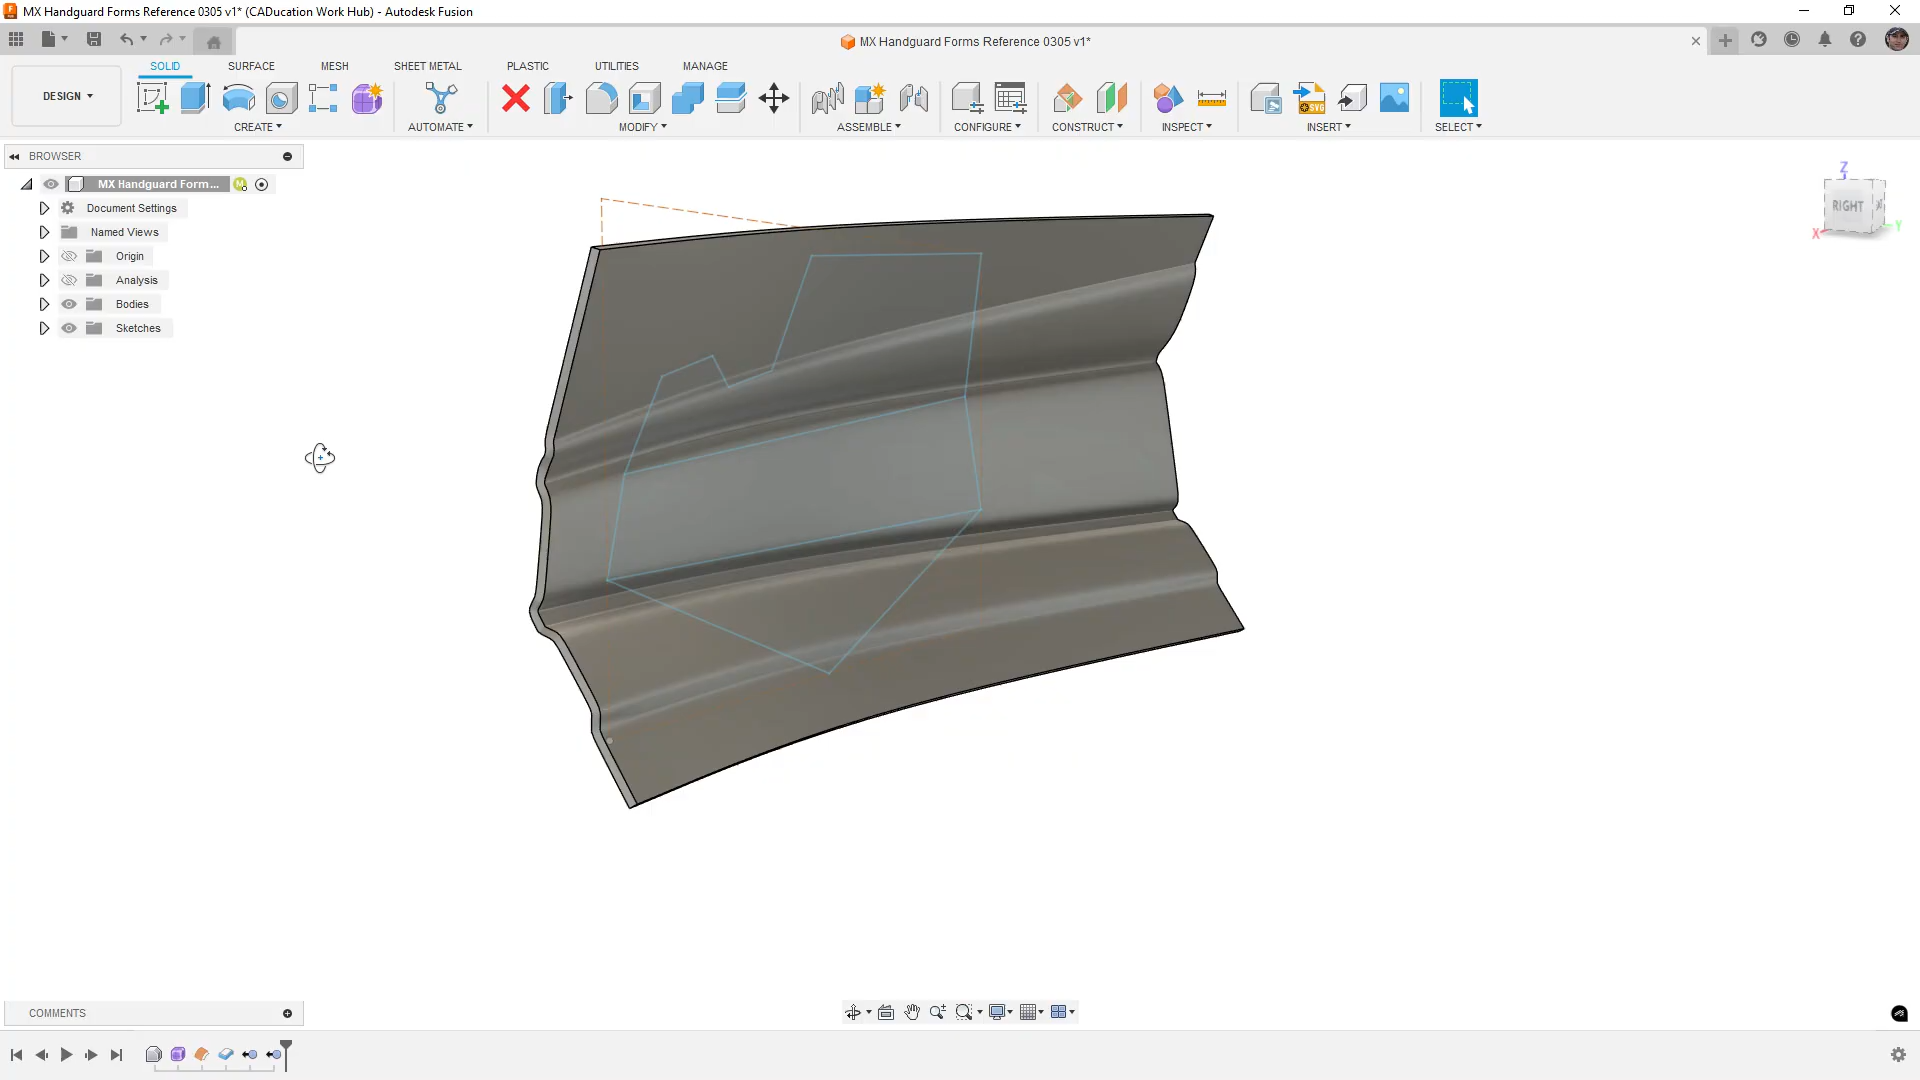 MX Handguard Forms Reference 0305 v1* (CADucation Work Hub) - Autodesk Fusion
MX Handguard Forms Reference 0305 v1*
SOLID SURFACE MESH SHEET METAL PLASTIC UTILITIES MANAGE
DESIGN
CREATE AUTOMATE MODIFY ASSEMBLE CONFIGURE CONSTRUCT INSPECT INSERT SELECT
SVG
BROWSER
MX Handguard Form...
Document Settings
Named Views
Origin
Analysis
Bodies
Sketches
Z
RIGHT
X
Y
COMMENTS